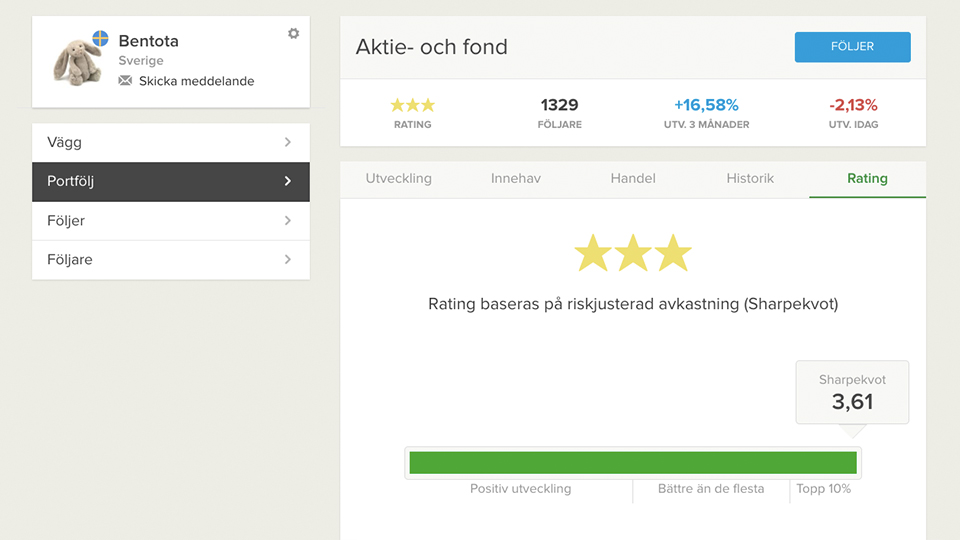 Bentota
Sverige
Skicka meddelande
Vägg
Portfölj
Följer
Följare
Aktie- och fond
FÖLJER
RATING
1329
FÖLJARE
+16,58%
UTV. 3 MÅNADER
-2,13%
UTV. IDAG
Utveckling
Innehav
Handel
Historik
Rating
Rating baseras på riskjusterad avkastning (Sharpekvot)
Sharpekvot
3,61
Positiv utveckling
Bättre än de flesta
Topp 10%